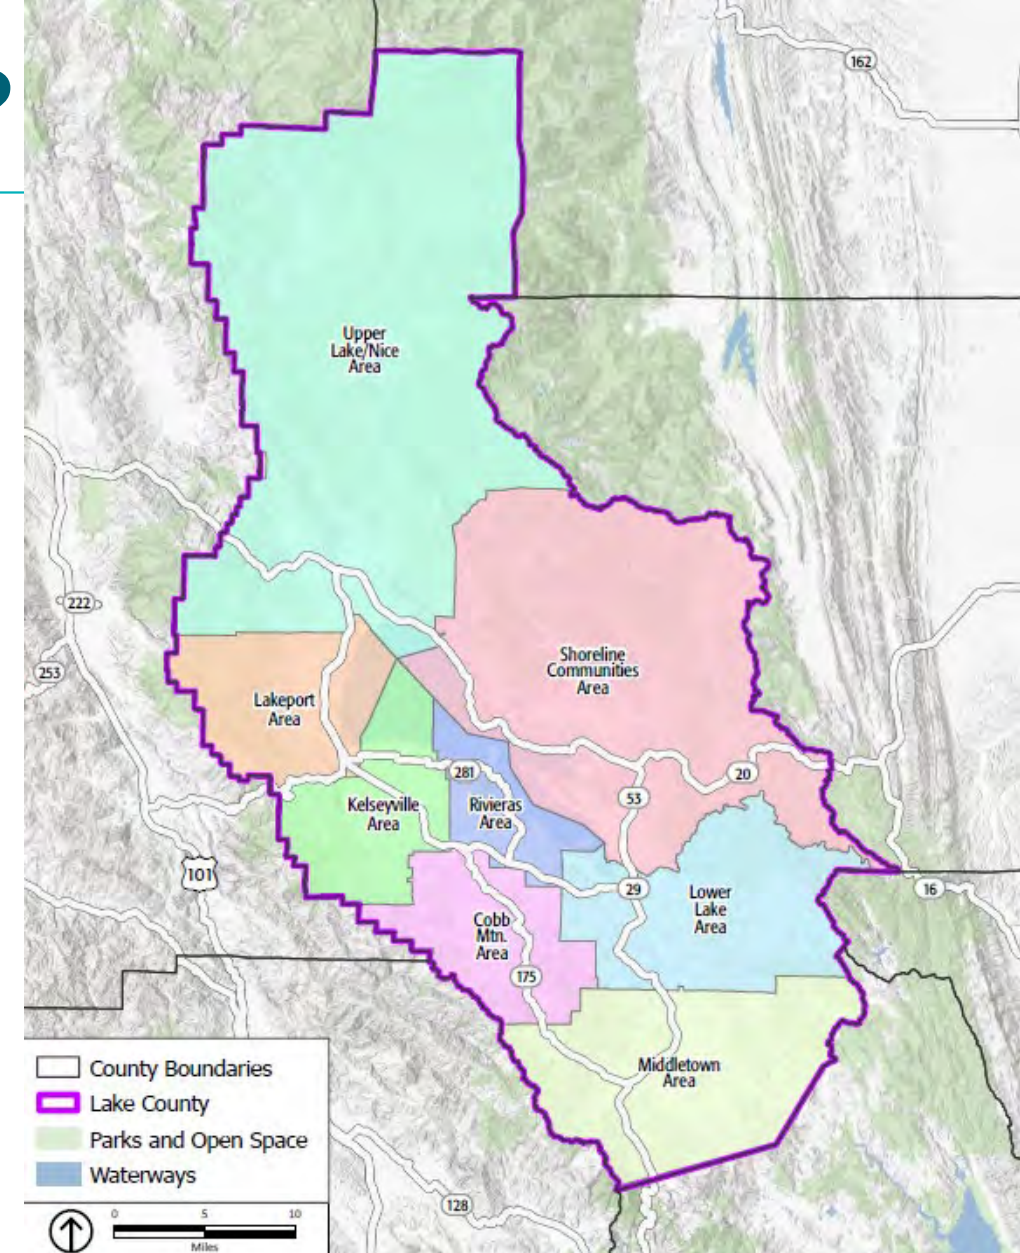 162
Upper
Lake/Nice
Area
222
253
Shoreline
Communities
Area
Lakeport
Area
281
20
53
Kelseyville
Area
Rivieras
Area
101
29
16
Lower
Lake
Area
Cobb
Mtn.
Area
175
Middletown
Area
County Boundaries
Lake County
Parks and Open Space
Waterways
128
0 5 10
Miles